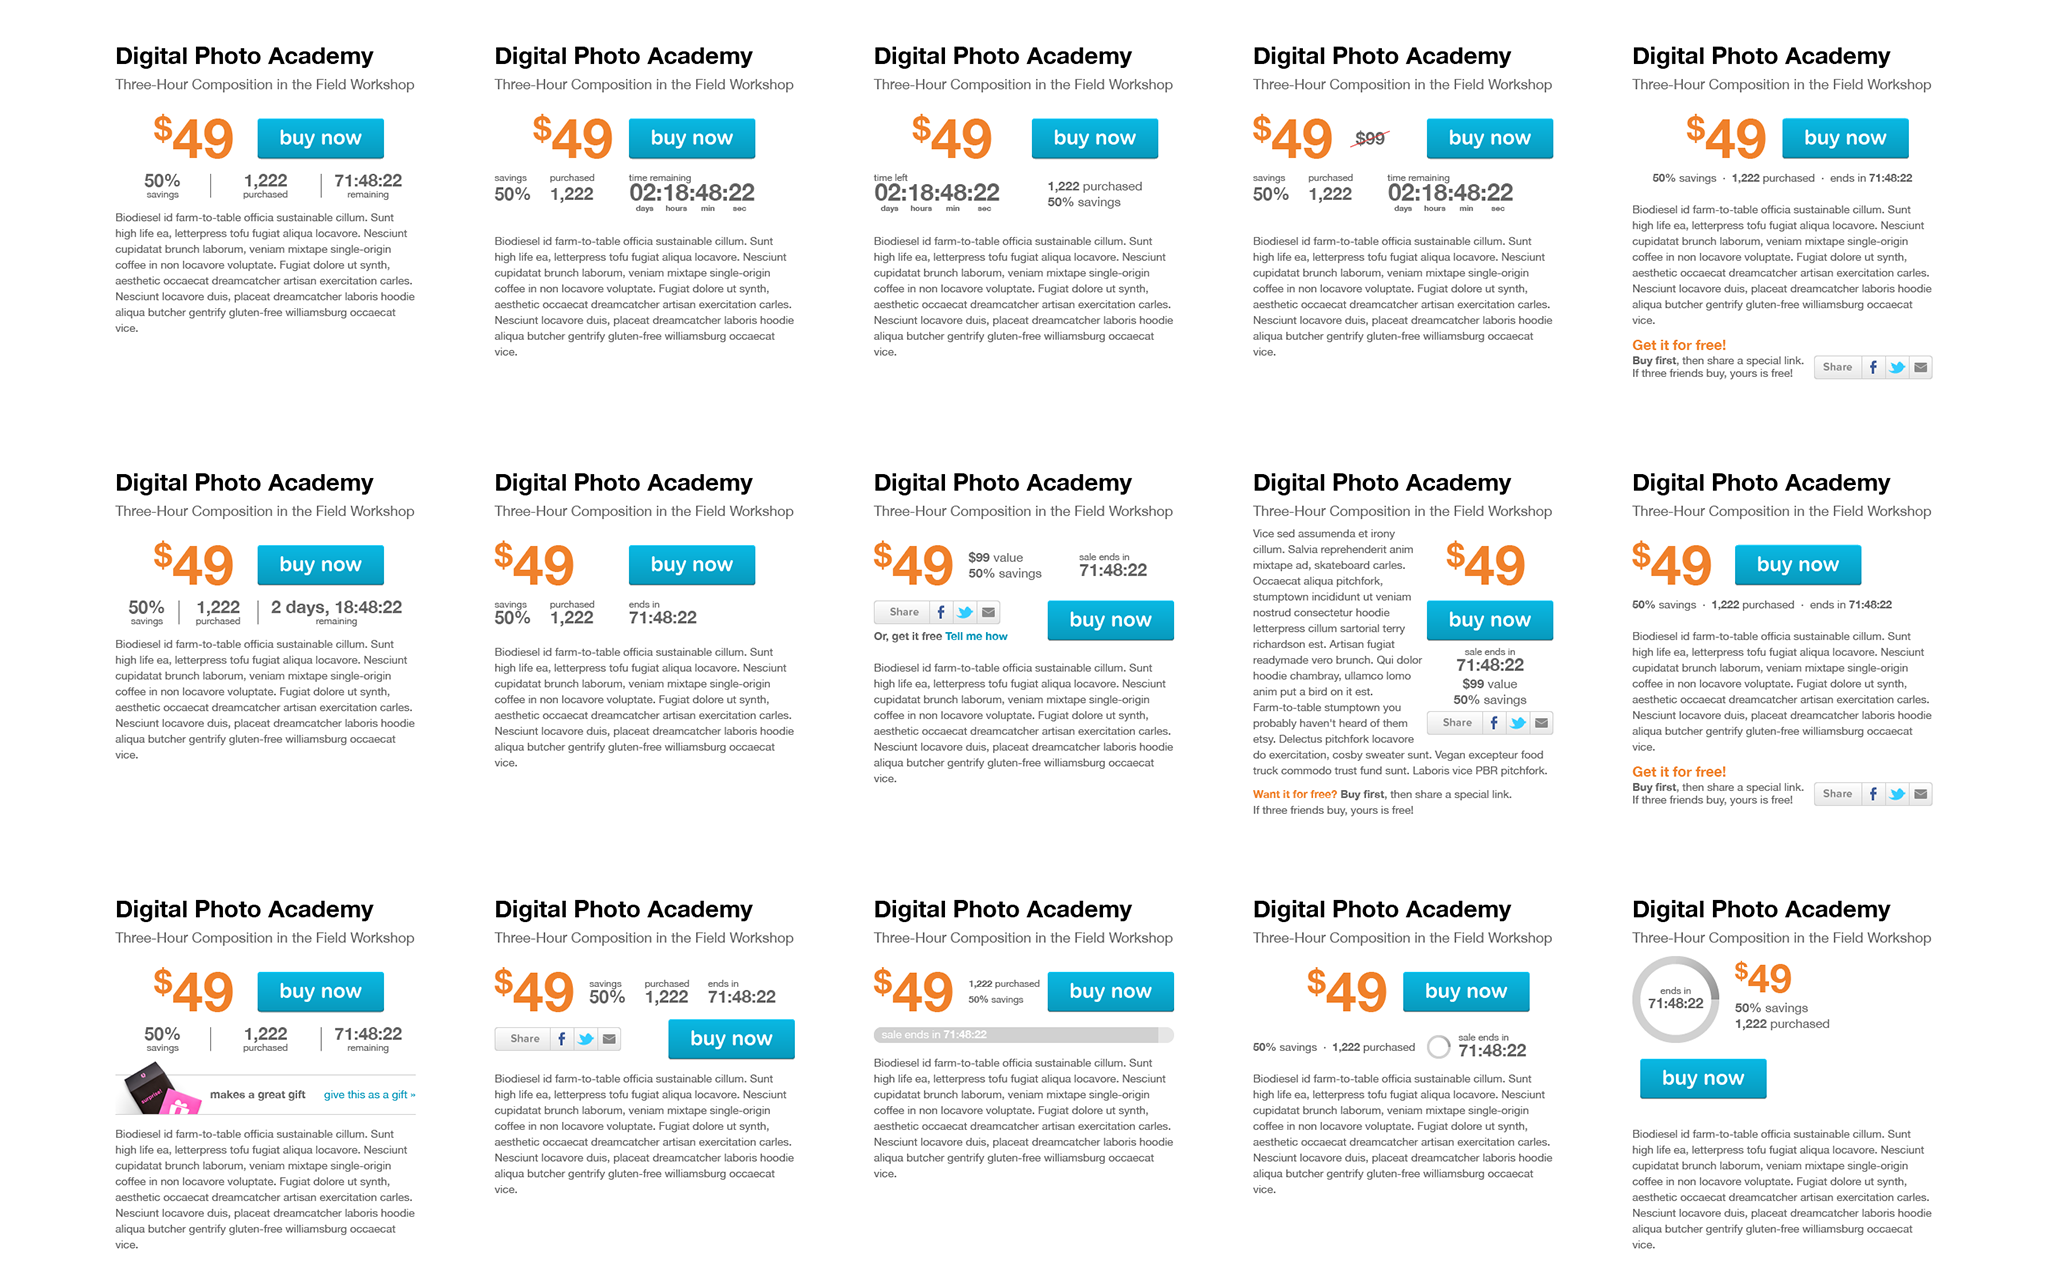 Digital Photo Academy
Three-Hour Composition in the Field Workshop
$49 buy now
50% 1,222 71:48:22
savings purchased remaining
Biodiesel id farm-to-table officia sustainable cillum. Sunt
high life ea, letterpress tofu fugiat aliqua locavore. Nesciunt
cupidatat brunch laborum, veniam mixtape single-origin
coffee in non locavore voluptate. Fugiat dolore ut synth,
aesthetic occaecat dreamcatcher artisan exercitation carles.
Nesciunt locavore duis, placeat dreamcatcher laboris hoodie
aliqua butcher gentrify gluten-free williamsburg occaecat
vice.
Digital Photo Academy
Three-Hour Composition in the Field Workshop
$49 buy now
savings purchased time remaining
50% 1,222 02:18:48:22
days hours min sec
Biodiesel id farm-to-table officia sustainable cillum. Sunt
high life ea, letterpress tofu fugiat aliqua locavore. Nesciunt
cupidatat brunch laborum, veniam mixtape single-origin
coffee in non locavore voluptate. Fugiat dolore ut synth,
aesthetic occaecat dreamcatcher artisan exercitation carles.
Nesciunt locavore duis, placeat dreamcatcher laboris hoodie
aliqua butcher gentrify gluten-free williamsburg occaecat
vice.
Digital Photo Academy
Three-Hour Composition in the Field Workshop
$49 buy now
time left
02:18:48:22
days hours min sec
1,222 purchased
50% savings
Biodiesel id farm-to-table officia sustainable cillum. Sunt
high life ea, letterpress tofu fugiat aliqua locavore. Nesciunt
cupidatat brunch laborum, veniam mixtape single-origin
coffee in non locavore voluptate. Fugiat dolore ut synth,
aesthetic occaecat dreamcatcher artisan exercitation carles.
Nesciunt locavore duis, placeat dreamcatcher laboris hoodie
aliqua butcher gentrify gluten-free williamsburg occaecat
vice.
Digital Photo Academy
Three-Hour Composition in the Field Workshop
$49 $99 buy now
savings purchased time remaining
50% 1,222 02:18:48:22
days hours min sec
Biodiesel id farm-to-table officia sustainable cillum. Sunt
high life ea, letterpress tofu fugiat aliqua locavore. Nesciunt
cupidatat brunch laborum, veniam mixtape single-origin
coffee in non locavore voluptate. Fugiat dolore ut synth,
aesthetic occaecat dreamcatcher artisan exercitation carles.
Nesciunt locavore duis, placeat dreamcatcher laboris hoodie
aliqua butcher gentrify gluten-free williamsburg occaecat
vice.
Digital Photo Academy
Three-Hour Composition in the Field Workshop
$49 buy now
50% savings · 1,222 purchased · ends in 71:48:22
Biodiesel id farm-to-table officia sustainable cillum. Sunt
high life ea, letterpress tofu fugiat aliqua locavore. Nesciunt
cupidatat brunch laborum, veniam mixtape single-origin
coffee in non locavore voluptate. Fugiat dolore ut synth,
aesthetic occaecat dreamcatcher artisan exercitation carles.
Nesciunt locavore duis, placeat dreamcatcher laboris hoodie
aliqua butcher gentrify gluten-free williamsburg occaecat
vice.
Get it for free!
Buy first, then share a special link.
If three friends buy, yours is free!
Share f
Digital Photo Academy
Three-Hour Composition in the Field Workshop
$49 buy now
50% 1,222 2 days, 18:48:22
savings purchased remaining
Biodiesel id farm-to-table officia sustainable cillum. Sunt
high life ea, letterpress tofu fugiat aliqua locavore. Nesciunt
cupidatat brunch laborum, veniam mixtape single-origin
coffee in non locavore voluptate. Fugiat dolore ut synth,
aesthetic occaecat dreamcatcher artisan exercitation carles.
Nesciunt locavore duis, placeat dreamcatcher laboris hoodie
aliqua butcher gentrify gluten-free williamsburg occaecat
vice.
Digital Photo Academy
Three-Hour Composition in the Field Workshop
$49 buy now
savings purchased ends in
50% 1,222 71:48:22
Biodiesel id farm-to-table officia sustainable cillum. Sunt
high life ea, letterpress tofu fugiat aliqua locavore. Nesciunt
cupidatat brunch laborum, veniam mixtape single-origin
coffee in non locavore voluptate. Fugiat dolore ut synth,
aesthetic occaecat dreamcatcher artisan exercitation carles.
Nesciunt locavore duis, placeat dreamcatcher laboris hoodie
aliqua butcher gentrify gluten-free williamsburg occaecat
vice.
Digital Photo Academy
Three-Hour Composition in the Field Workshop
$49
$99 value
50% savings
sale ends in
71:48:22
Share f
Or, get it free Tell me how
buy now
Biodiesel id farm-to-table officia sustainable cillum. Sunt
high life ea, letterpress tofu fugiat aliqua locavore. Nesciunt
cupidatat brunch laborum, veniam mixtape single-origin
coffee in non locavore voluptate. Fugiat dolore ut synth,
aesthetic occaecat dreamcatcher artisan exercitation carles.
Nesciunt locavore duis, placeat dreamcatcher laboris hoodie
aliqua butcher gentrify gluten-free williamsburg occaecat
vice.
Digital Photo Academy
Three-Hour Composition in the Field Workshop
Vice sed assumenda et irony
cillum. Salvia reprehenderit anim
mixtape ad, skateboard carles.
Occaecat aliqua pitchfork,
stumptown incididunt ut veniam
nostrud consectetur hoodie
letterpress cillum sartorial terry
richardson est. Artisan fugiat
readymade vero brunch. Qui dolor
hoodie chambray, ullamco lomo
anim put a bird on it est.
Farm-to-table stumptown you
probably haven't heard of them
etsy. Delectus pitchfork locavore
do exercitation, cosby sweater sunt. Vegan excepteur food
truck commodo trust fund sunt. Laboris vice PBR pitchfork.
$49
buy now
sale ends in
71:48:22
$99 value
50% savings
Share f
Want it for free? Buy first, then share a special link.
If three friends buy, yours is free!
Digital Photo Academy
Three-Hour Composition in the Field Workshop
$49 buy now
50% savings · 1,222 purchased · ends in 71:48:22
Biodiesel id farm-to-table officia sustainable cillum. Sunt
high life ea, letterpress tofu fugiat aliqua locavore. Nesciunt
cupidatat brunch laborum, veniam mixtape single-origin
coffee in non locavore voluptate. Fugiat dolore ut synth,
aesthetic occaecat dreamcatcher artisan exercitation carles.
Nesciunt locavore duis, placeat dreamcatcher laboris hoodie
aliqua butcher gentrify gluten-free williamsburg occaecat
vice.
Get it for free!
Buy first, then share a special link.
If three friends buy, yours is free!
Share f
Digital Photo Academy
Three-Hour Composition in the Field Workshop
$49 buy now
50% 1,222 71:48:22
savings purchased remaining
surprise!
makes a great gift give this as a gift »
Biodiesel id farm-to-table officia sustainable cillum. Sunt
high life ea, letterpress tofu fugiat aliqua locavore. Nesciunt
cupidatat brunch laborum, veniam mixtape single-origin
coffee in non locavore voluptate. Fugiat dolore ut synth,
aesthetic occaecat dreamcatcher artisan exercitation carles.
Nesciunt locavore duis, placeat dreamcatcher laboris hoodie
aliqua butcher gentrify gluten-free williamsburg occaecat
vice.
Digital Photo Academy
Three-Hour Composition in the Field Workshop
$49
savings purchased ends in
50% 1,222 71:48:22
Share f
buy now
Biodiesel id farm-to-table officia sustainable cillum. Sunt
high life ea, letterpress tofu fugiat aliqua locavore. Nesciunt
cupidatat brunch laborum, veniam mixtape single-origin
coffee in non locavore voluptate. Fugiat dolore ut synth,
aesthetic occaecat dreamcatcher artisan exercitation carles.
Nesciunt locavore duis, placeat dreamcatcher laboris hoodie
aliqua butcher gentrify gluten-free williamsburg occaecat
vice.
Digital Photo Academy
Three-Hour Composition in the Field Workshop
$49
1,222 purchased
50% savings
buy now
sale ends in 71:48:22
Biodiesel id farm-to-table officia sustainable cillum. Sunt
high life ea, letterpress tofu fugiat aliqua locavore. Nesciunt
cupidatat brunch laborum, veniam mixtape single-origin
coffee in non locavore voluptate. Fugiat dolore ut synth,
aesthetic occaecat dreamcatcher artisan exercitation carles.
Nesciunt locavore duis, placeat dreamcatcher laboris hoodie
aliqua butcher gentrify gluten-free williamsburg occaecat
vice.
Digital Photo Academy
Three-Hour Composition in the Field Workshop
$49 buy now
50% savings · 1,222 purchased
sale ends in
71:48:22
Biodiesel id farm-to-table officia sustainable cillum. Sunt
high life ea, letterpress tofu fugiat aliqua locavore. Nesciunt
cupidatat brunch laborum, veniam mixtape single-origin
coffee in non locavore voluptate. Fugiat dolore ut synth,
aesthetic occaecat dreamcatcher artisan exercitation carles.
Nesciunt locavore duis, placeat dreamcatcher laboris hoodie
aliqua butcher gentrify gluten-free williamsburg occaecat
vice.
Digital Photo Academy
Three-Hour Composition in the Field Workshop
ends in
71:48:22
$49
50% savings
1,222 purchased
buy now
Biodiesel id farm-to-table officia sustainable cillum. Sunt
high life ea, letterpress tofu fugiat aliqua locavore. Nesciunt
cupidatat brunch laborum, veniam mixtape single-origin
coffee in non locavore voluptate. Fugiat dolore ut synth,
aesthetic occaecat dreamcatcher artisan exercitation carles.
Nesciunt locavore duis, placeat dreamcatcher laboris hoodie
aliqua butcher gentrify gluten-free williamsburg occaecat
vice.